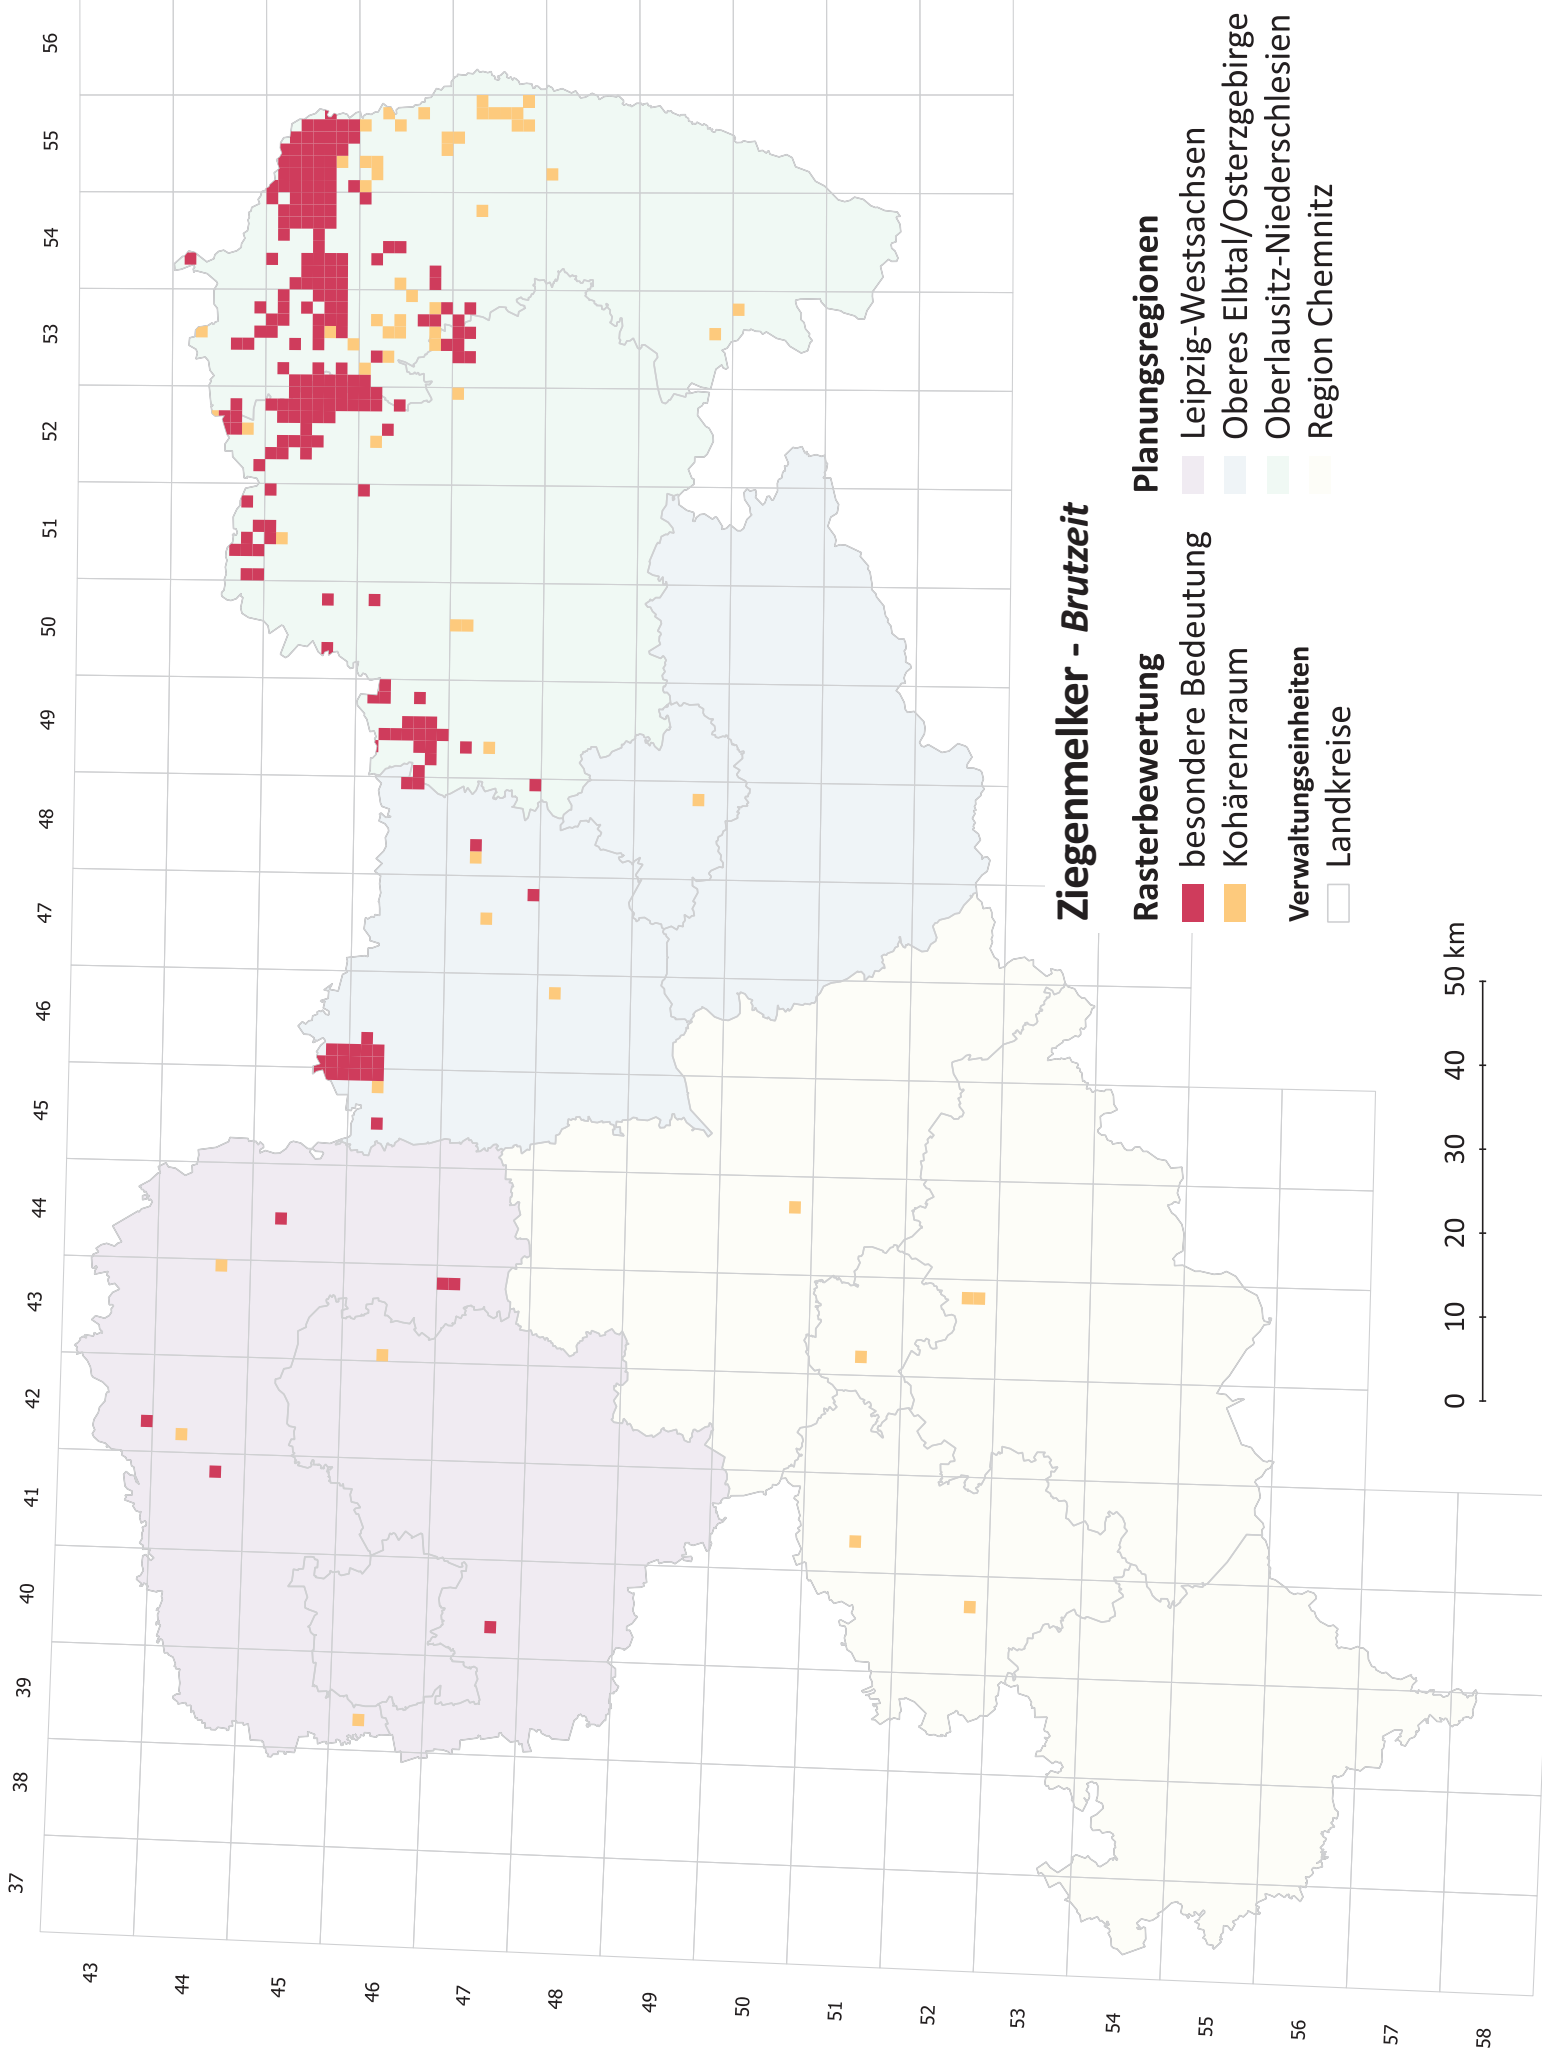 Ziegenmelker - Brutzeit
Rasterbewertung
besondere Bedeutung
Kohärenzraum
Verwaltungseinheiten
Landkreise
Planungsregionen
Leipzig-Westsachsen
Oberes Elbtal/Osterzgebirge
Oberlausitz-Niederschlesien
Region Chemnitz
0 10 20 30 40 50 km
37 38 39 40 41 42 43 44 45 46 47 48 49 50 51 52 53 54 55 56
43
44
45
46
47
48
49
50
51
52
53
54
55
56
57
58